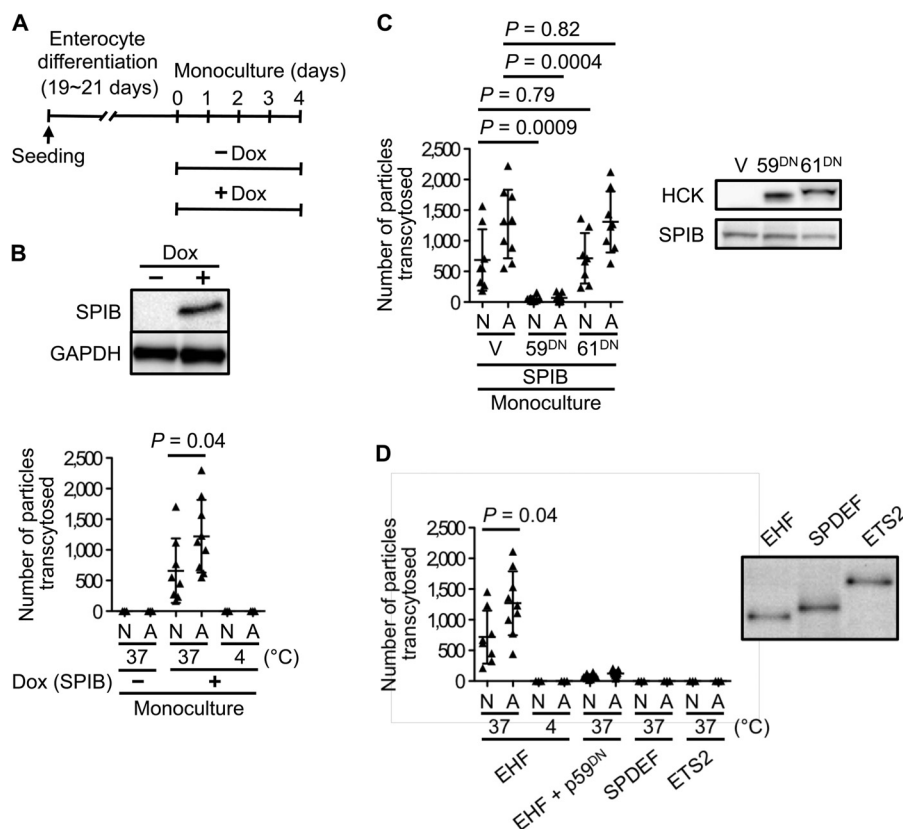 A
Enterocyte
differentiation
(19~21 days)
Monoculture (days)
0 1 2 3 4
Seeding
– Dox
+ Dox
B
Dox
– +
SPIB
GAPDH
P = 0.04
Number of particles
transcytosed
2,500
2,000
1,500
1,000
500
0
N A N A N A
37 37 4 (°C)
Dox (SPIB) – +
Monoculture
C
P = 0.82
P = 0.0004
P = 0.79
P = 0.0009
Number of particles
transcytosed
2,500
2,000
1,500
1,000
500
0
N A N A N A
V 59DN 61DN
SPIB
Monoculture
V 59DN 61DN
HCK
SPIB
D
P = 0.04
Number of particles
transcytosed
2,500
2,000
1,500
1,000
500
0
N A N A N A N A N A
37 4 37 37 37 (°C)
EHF
EHF + p59DN
SPDEF
ETS2
EHF SPDEF ETS2